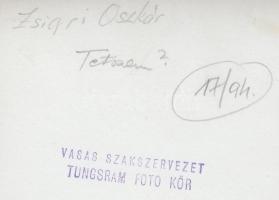 Zsigri Oszkár
Tetszem?
17/94.
VASAS SZAKSZERVEZET
TUNGSRAM FOTO KÖR